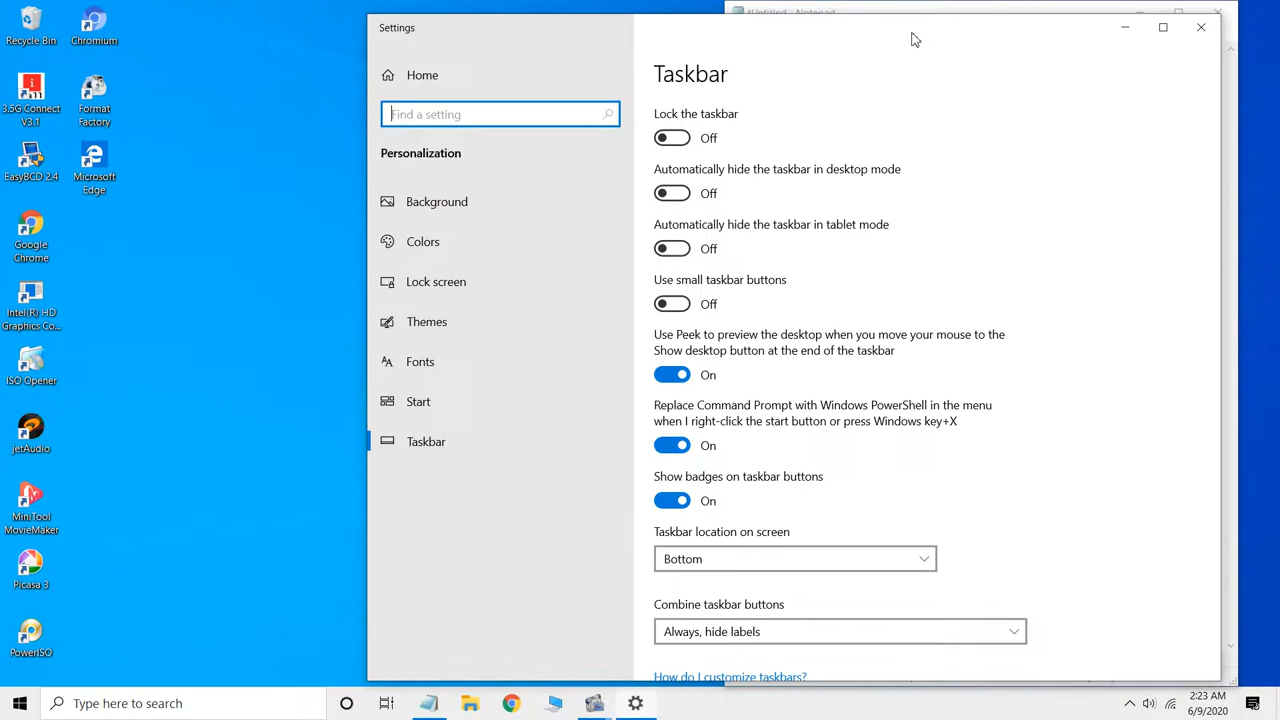 Recycle Bin
Chromium
3.5G Connect
V3.1
Format
Factory
EasyBCD 2.4
Microsoft
Edge
Google
Chrome
Intel(R) HD
Graphics Co...
ISO Opener
jetAudio
MiniTool
MovieMaker
Picasa 3
PowerISO
*Untitled - Notepad
Settings
Home
Find a setting
Personalization
Background
Colors
Lock screen
Themes
Fonts
Start
Taskbar
Taskbar
Lock the taskbar
Off
Automatically hide the taskbar in desktop mode
Off
Automatically hide the taskbar in tablet mode
Off
Use small taskbar buttons
Off
Use Peek to preview the desktop when you move your mouse to the
Show desktop button at the end of the taskbar
On
Replace Command Prompt with Windows PowerShell in the menu
when I right-click the start button or press Windows key+X
On
Show badges on taskbar buttons
On
Taskbar location on screen
Bottom
Combine taskbar buttons
Always, hide labels
How do I customize taskbars?
Type here to search
2:23 AM
6/9/2020